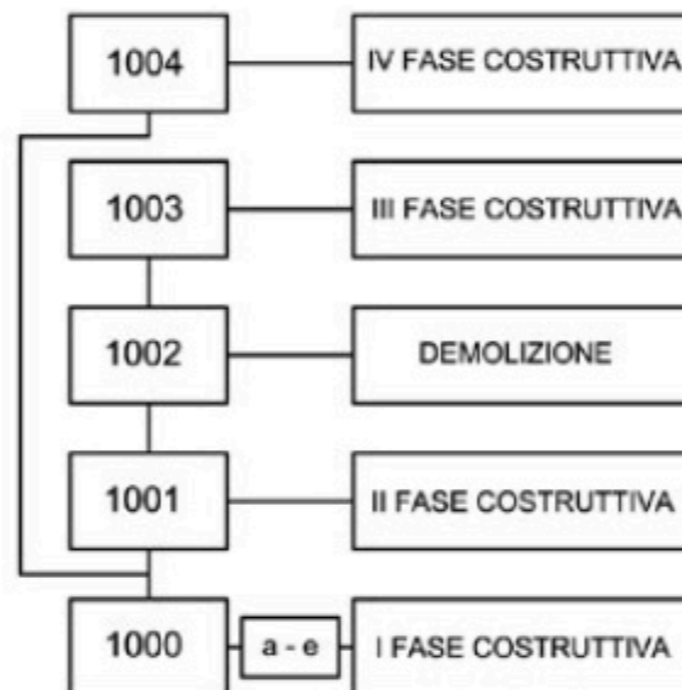 1004 IV FASE COSTRUTTIVA
1003 III FASE COSTRUTTIVA
1002 DEMOLIZIONE
1001 II FASE COSTRUTTIVA
1000 a - e I FASE COSTRUTTIVA